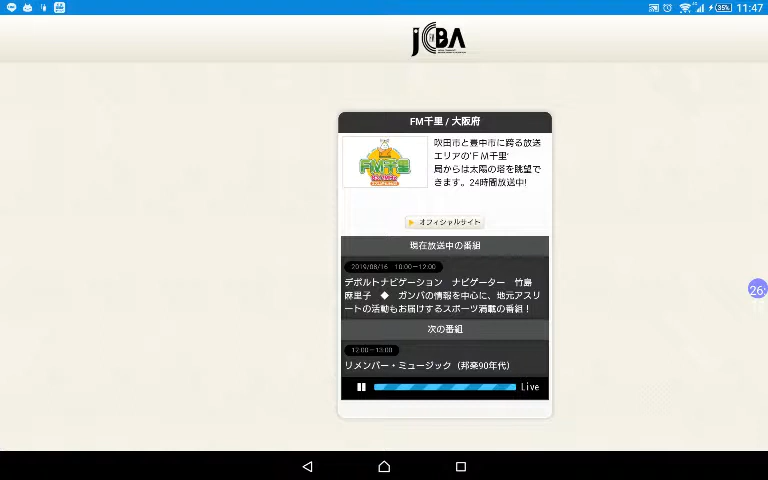 35%
11:47
JCBA
FM千里 / 大阪府
FM千里
吹田市と豊中市に跨る放送
エリアの'ＦＭ千里'
局からは太陽の塔を眺望で
きます。24時間放送中!
オフィシャルサイト
現在放送中の番組
2019/08/16 10:00～12:00
デポルトナビゲーション　ナビゲーター　竹島
麻里子　◆　ガンバの情報を中心に、地元アスリ
ートの活動もお届けするスポーツ満載の番組！
26:
次の番組
12:00～13:00
リメンバー・ミュージック（邦楽90年代）
Live